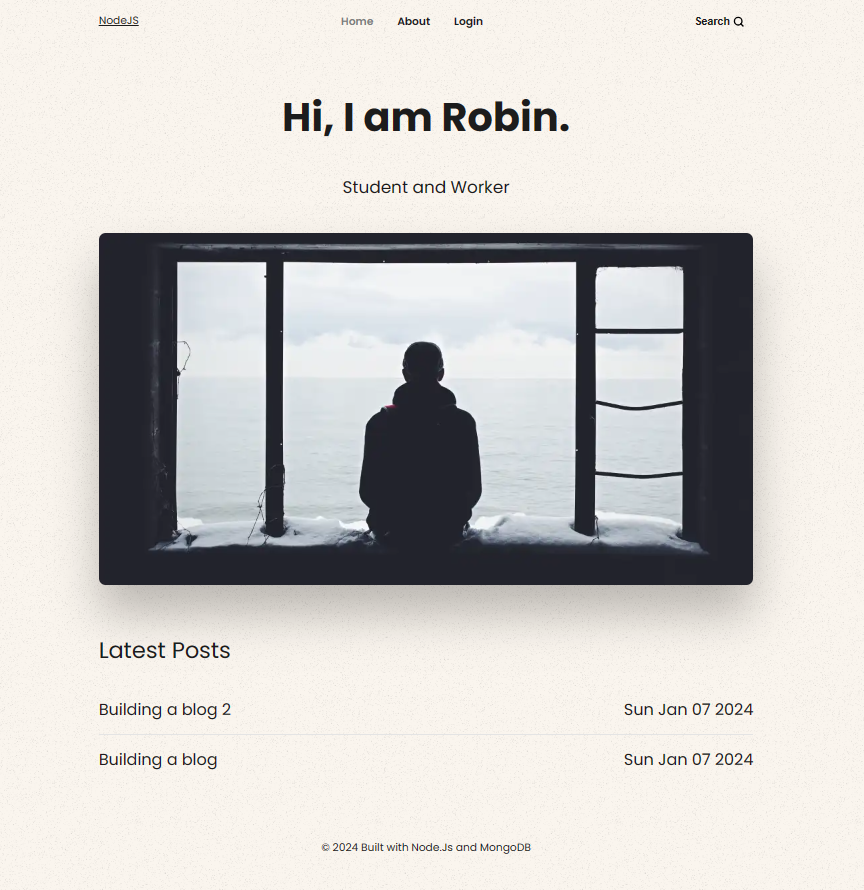 NodeJS Home About Login Search
Hi, I am Robin.
Student and Worker
Latest Posts
Building a blog 2 Sun Jan 07 2024
Building a blog Sun Jan 07 2024
© 2024 Built with Node.Js and MongoDB